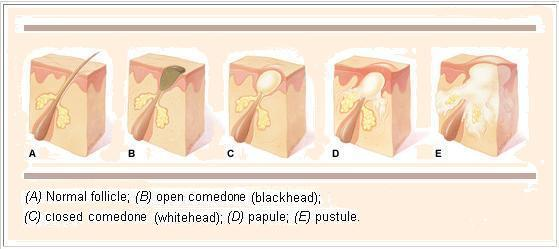 A B C D E
(A) Normal follicle; (B) open comedone (blackhead);
(C) closed comedone (whitehead); (D) papule; (E) pustule.